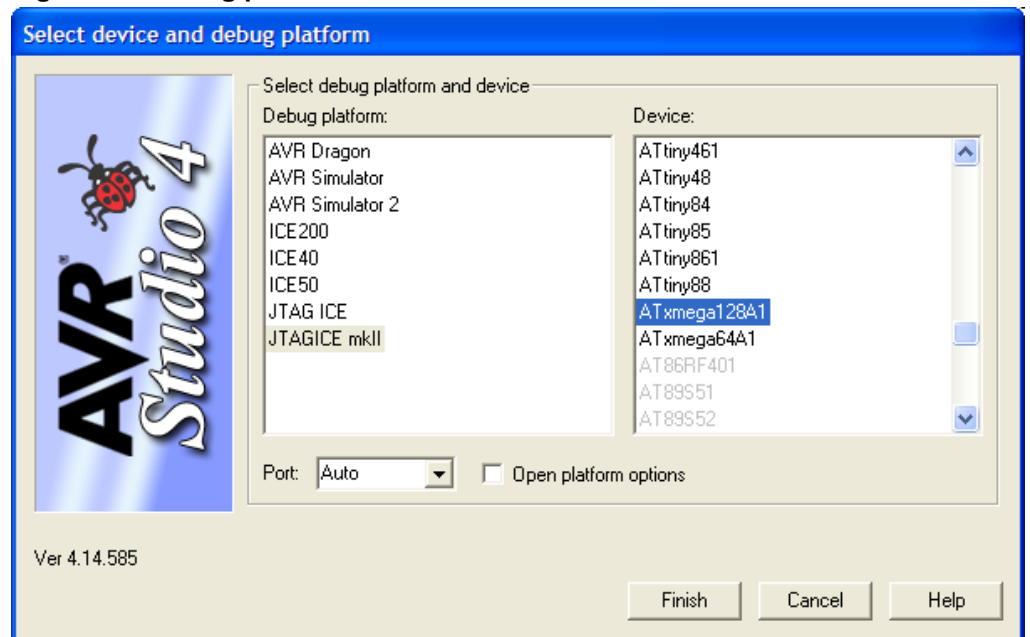 Select device and debug platform
AVR
Studio 4
Select debug platform and device
Debug platform:
AVR Dragon
AVR Simulator
AVR Simulator 2
ICE200
ICE40
ICE50
JTAG ICE
JTAGICE mkII
Device:
ATtiny461
ATtiny48
ATtiny84
ATtiny85
ATtiny861
ATtiny88
ATxmega128A1
ATxmega64A1
AT86RF401
AT89S51
AT89S52
Port: Auto
Open platform options
Ver 4.14.585
Finish Cancel Help